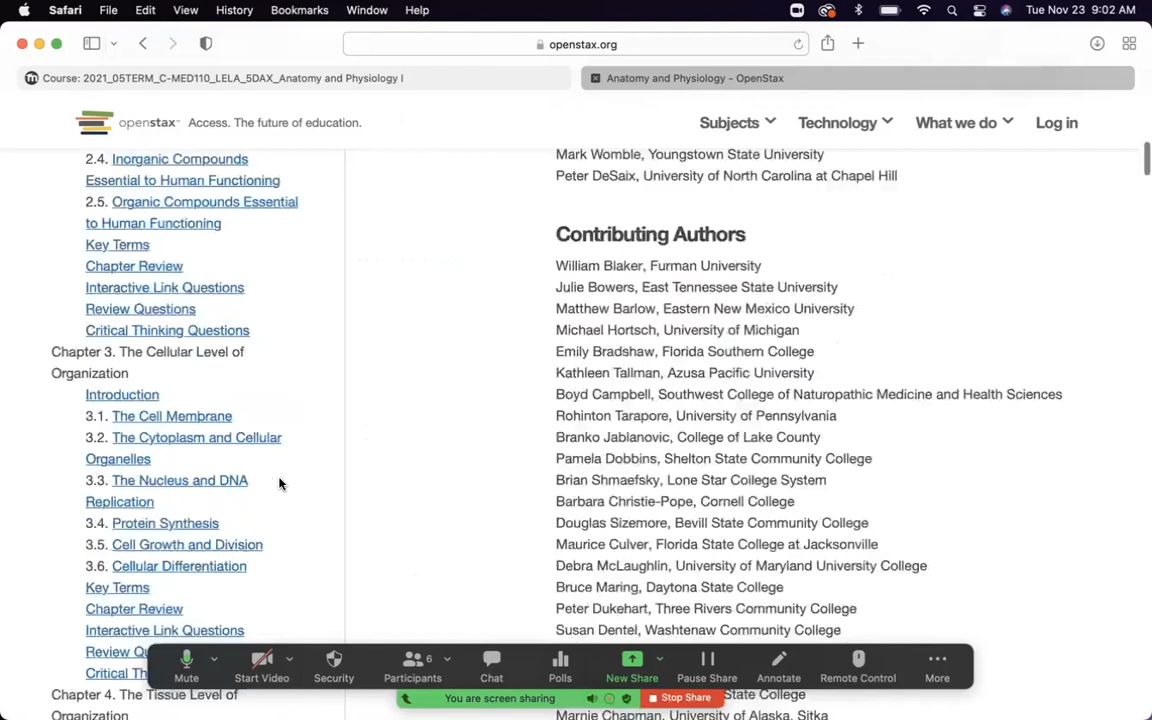 Safari File Edit View History Bookmarks Window Help Tue Nov 23 9:02 AM
openstax.org
Course: 2021_05TERM_C-MED110_LELA_5DAX_Anatomy and Physiology I
Anatomy and Physiology - OpenStax
openstax™ Access. The future of education.
Subjects Technology What we do Log in
2.4. Inorganic Compounds
Essential to Human Functioning
2.5. Organic Compounds Essential
to Human Functioning
Key Terms
Chapter Review
Interactive Link Questions
Review Questions
Critical Thinking Questions
Chapter 3. The Cellular Level of
Organization
Introduction
3.1. The Cell Membrane
3.2. The Cytoplasm and Cellular
Organelles
3.3. The Nucleus and DNA
Replication
3.4. Protein Synthesis
3.5. Cell Growth and Division
3.6. Cellular Differentiation
Key Terms
Chapter Review
Interactive Link Questions
Review Qu
Critical Th
Chapter 4. The Tissue Level of
Organization
Mark Womble, Youngstown State University
Peter DeSaix, University of North Carolina at Chapel Hill
Contributing Authors
William Blaker, Furman University
Julie Bowers, East Tennessee State University
Matthew Barlow, Eastern New Mexico University
Michael Hortsch, University of Michigan
Emily Bradshaw, Florida Southern College
Kathleen Tallman, Azusa Pacific University
Boyd Campbell, Southwest College of Naturopathic Medicine and Health Sciences
Rohinton Tarapore, University of Pennsylvania
Branko Jablanovic, College of Lake County
Pamela Dobbins, Shelton State Community College
Brian Shmaefsky, Lone Star College System
Barbara Christie-Pope, Cornell College
Douglas Sizemore, Bevill State Community College
Maurice Culver, Florida State College at Jacksonville
Debra McLaughlin, University of Maryland University College
Bruce Maring, Daytona State College
Peter Dukehart, Three Rivers Community College
Susan Dentel, Washtenaw Community College
State College
Marnie Chapman, University of Alaska, Sitka
6
Mute Start Video Security Participants Chat Polls New Share Pause Share Annotate Remote Control More
You are screen sharing Stop Share